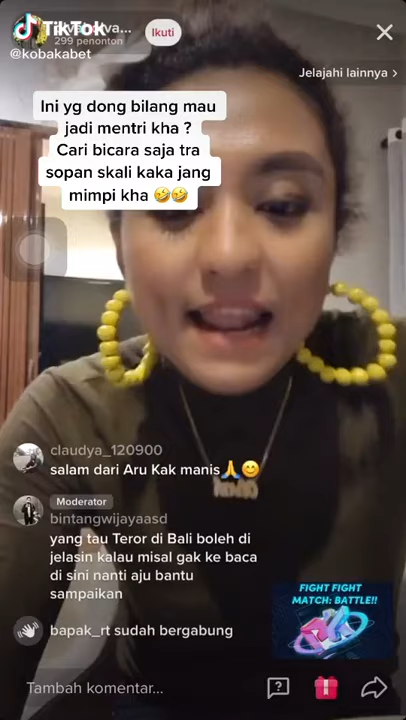 TikTok
299 penonton
@kobakabet
Ikuti
Jelajahi lainnya >
Ini yg dong bilang mau
jadi mentri kha ?
Cari bicara saja tra
sopan skali kaka jang
mimpi kha 🤣🤣
claudya_120900
salam dari Aru Kak manis🙏😊
Moderator
bintangwijayaasd
yang tau Teror di Bali boleh di
jelasin kalau misal gak ke baca
di sini nanti aju bantu
sampaikan
bapak_rt sudah bergabung
FIGHT FIGHT
MATCH: BATTLE!!
Tambah komentar...